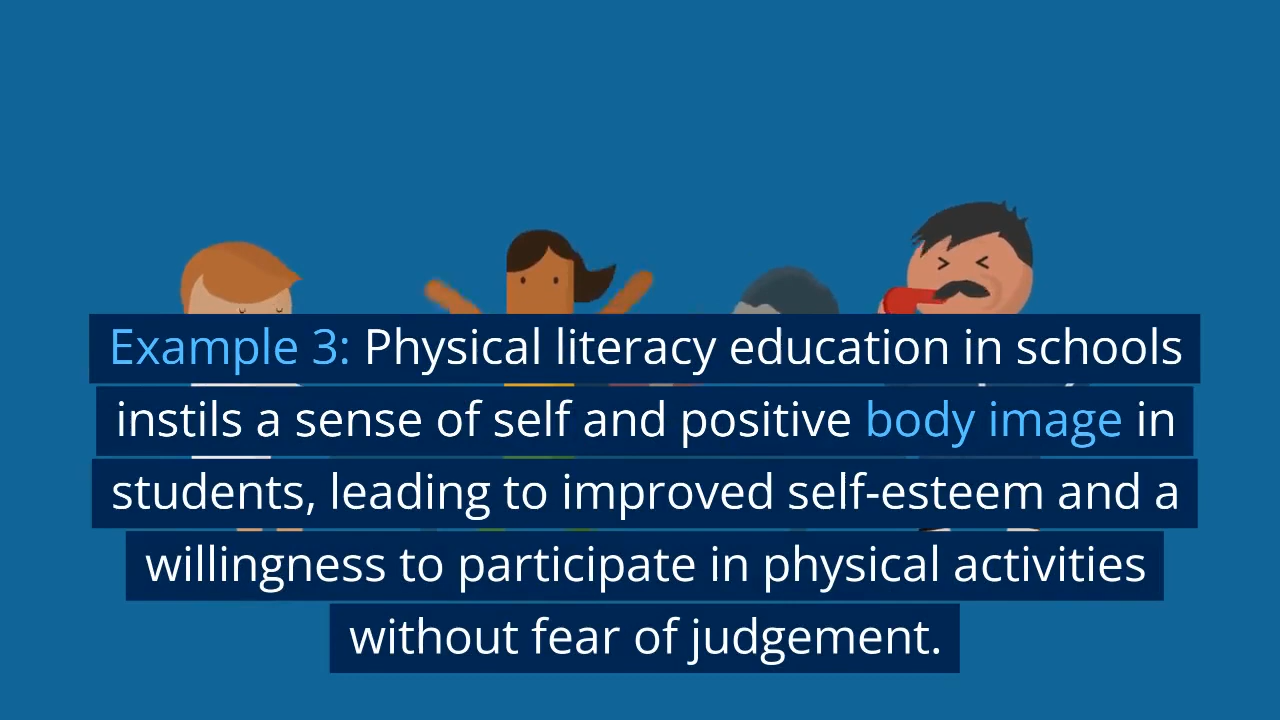 Example 3: Physical literacy education in schools
instils a sense of self and positive body image in
students, leading to improved self-esteem and a
willingness to participate in physical activities
without fear of judgement.